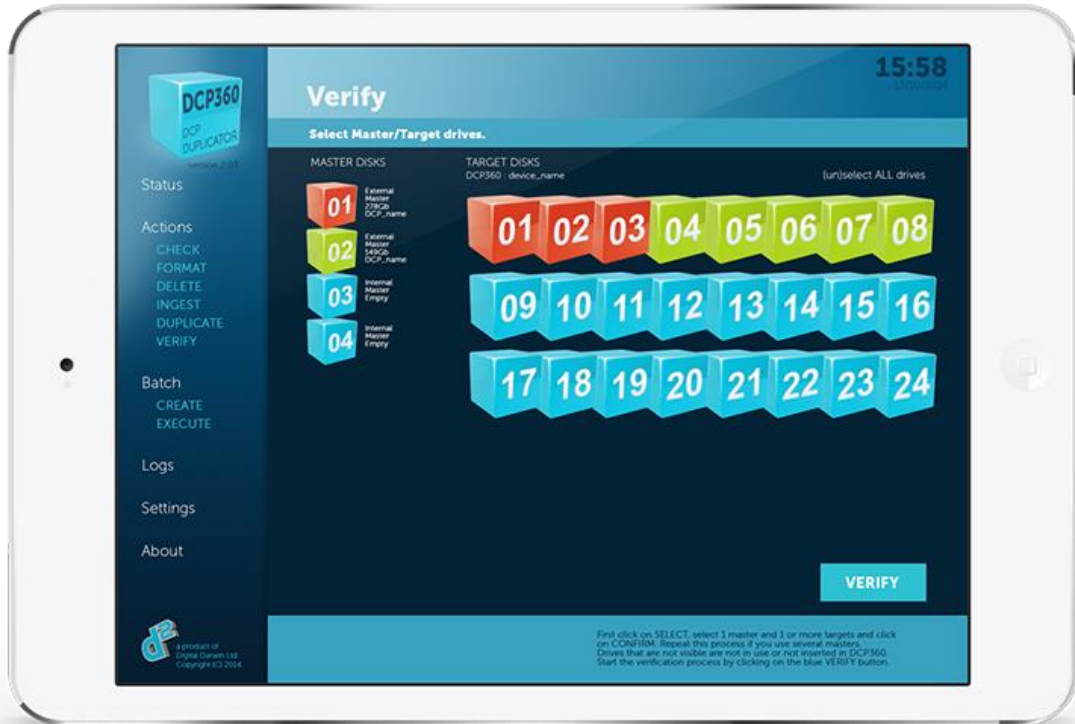 DCP360
DCP
DUPLICATOR
version 2.01
Status
Actions
CHECK
FORMAT
DELETE
INGEST
DUPLICATE
VERIFY
Batch
CREATE
EXECUTE
Logs
Settings
About
d2
a product of
Digital Darwin Ltd.
Copyright (C) 2014
Verify
15:58
Select Master/Target drives.
MASTER DISKS
01
External
Master
278Gb
DCP_name
02
External
Master
149Gb
DCP_name
03
Internal
Master
Empty
04
Internal
Master
Empty
TARGET DISKS
DCP360 : device_name
(un)select ALL drives
01 02 03 04 05 06 07 08
09 10 11 12 13 14 15 16
17 18 19 20 21 22 23 24
VERIFY
First click on SELECT, select 1 master and 1 or more targets and click
on CONFIRM. Repeat this process if you use several masters.
Drives that are not visible are not in use or not inserted in DCP360.
Start the verification process by clicking on the blue VERIFY button.